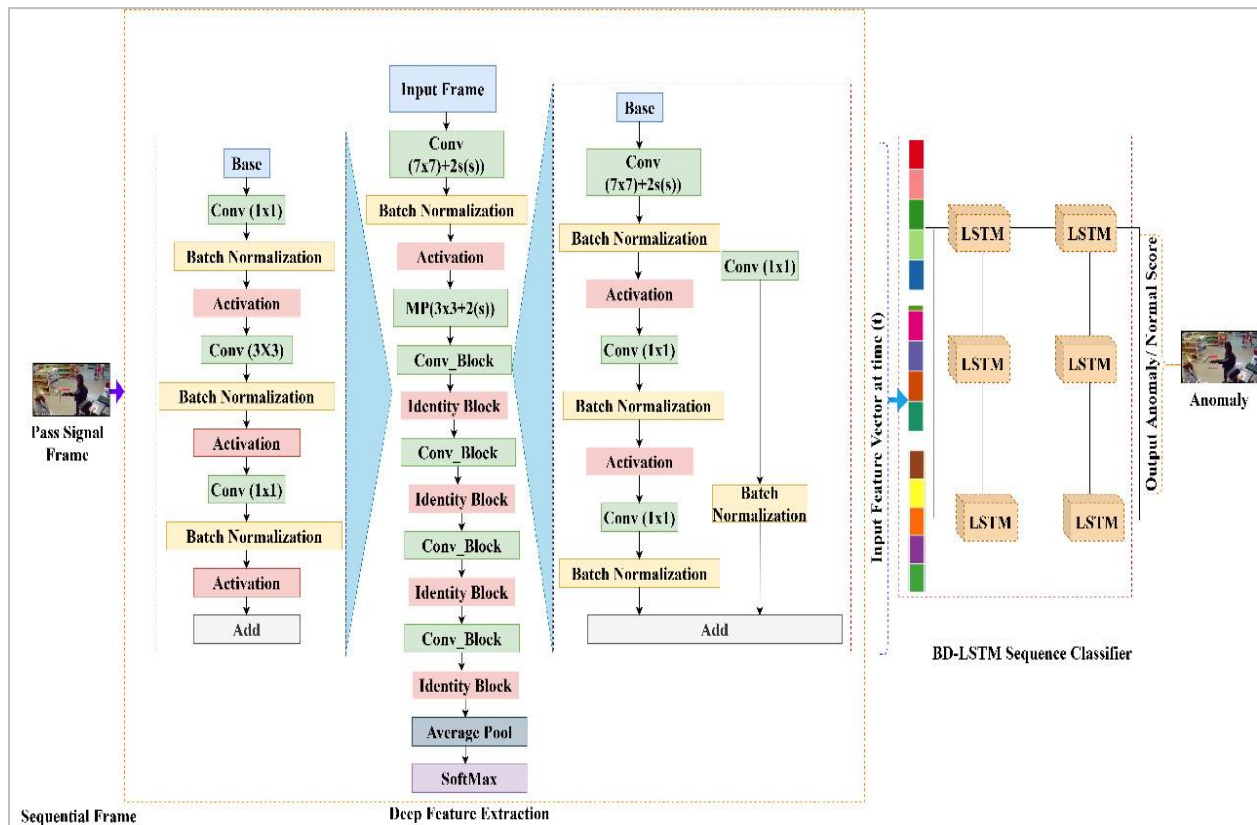 Pass Signal
Frame
Base
Conv (1x1)
Batch Normalization
Activation
Conv (3X3)
Batch Normalization
Activation
Conv (1x1)
Batch Normalization
Activation
Add
Input Frame
Conv
(7x7)+2s(s))
Batch Normalization
Activation
MP(3x3+2(s))
Conv_Block
Identity Block
Conv_Block
Identity Block
Conv_Block
Identity Block
Conv_Block
Identity Block
Average Pool
SoftMax
Base
Conv
(7x7)+2s(s))
Batch Normalization
Activation
Conv (1x1)
Batch Normalization
Activation
Conv (1x1)
Batch Normalization
Conv (1x1)
Batch
Normalization
Add
Input Feature Vector at time (t)
LSTM
LSTM
LSTM
LSTM
LSTM
LSTM
BD-LSTM Sequence Classifier
Output Anomaly/ Normal Score
Anomaly
Sequential Frame
Deep Feature Extraction